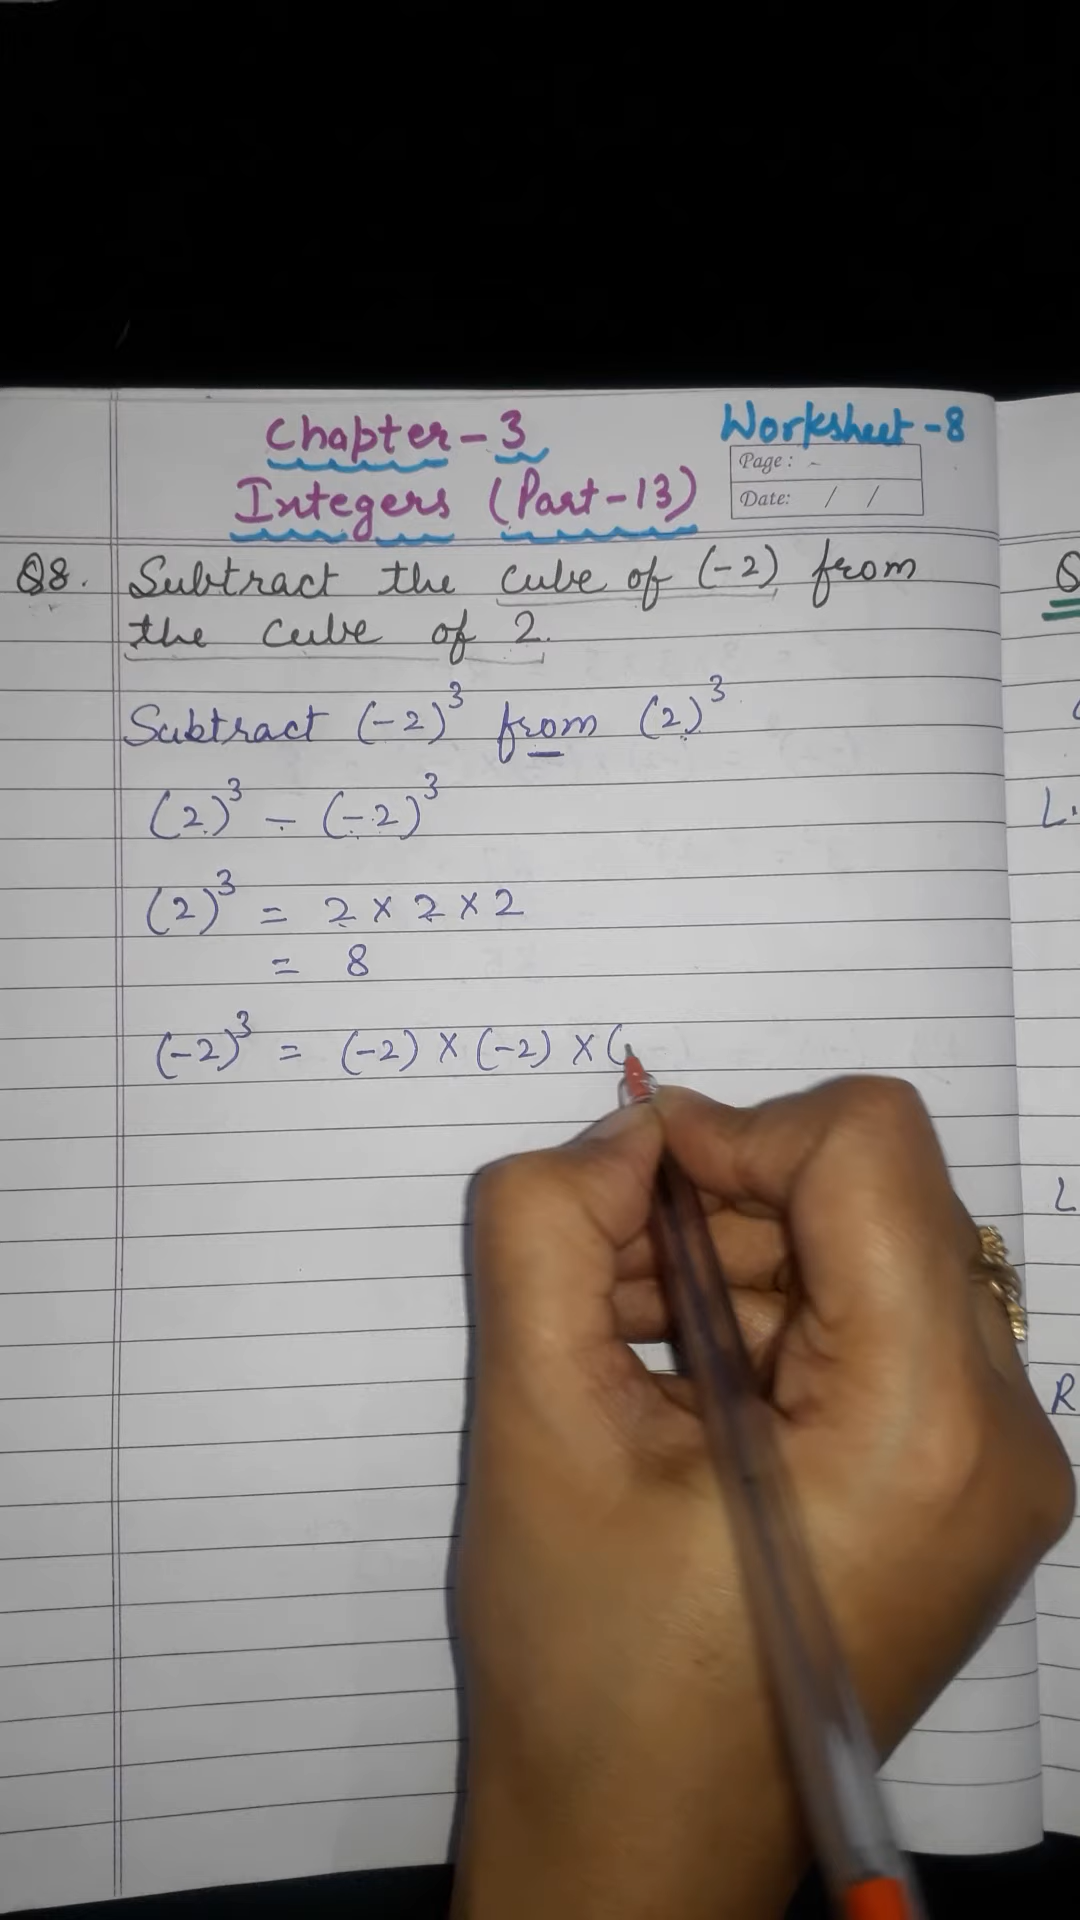 Chapter-3
Worksheet-8
Integers (Part-13)
Page: -
Date: / /
Q8. Subtract the cube of (-2) from
the cube of 2.
Subtract (-2)³ from (2)³
(2)³ - (-2)³
(2)³ = 2 × 2 × 2
= 8
(-2)³ = (-2) × (-2) × (
L.
L
R